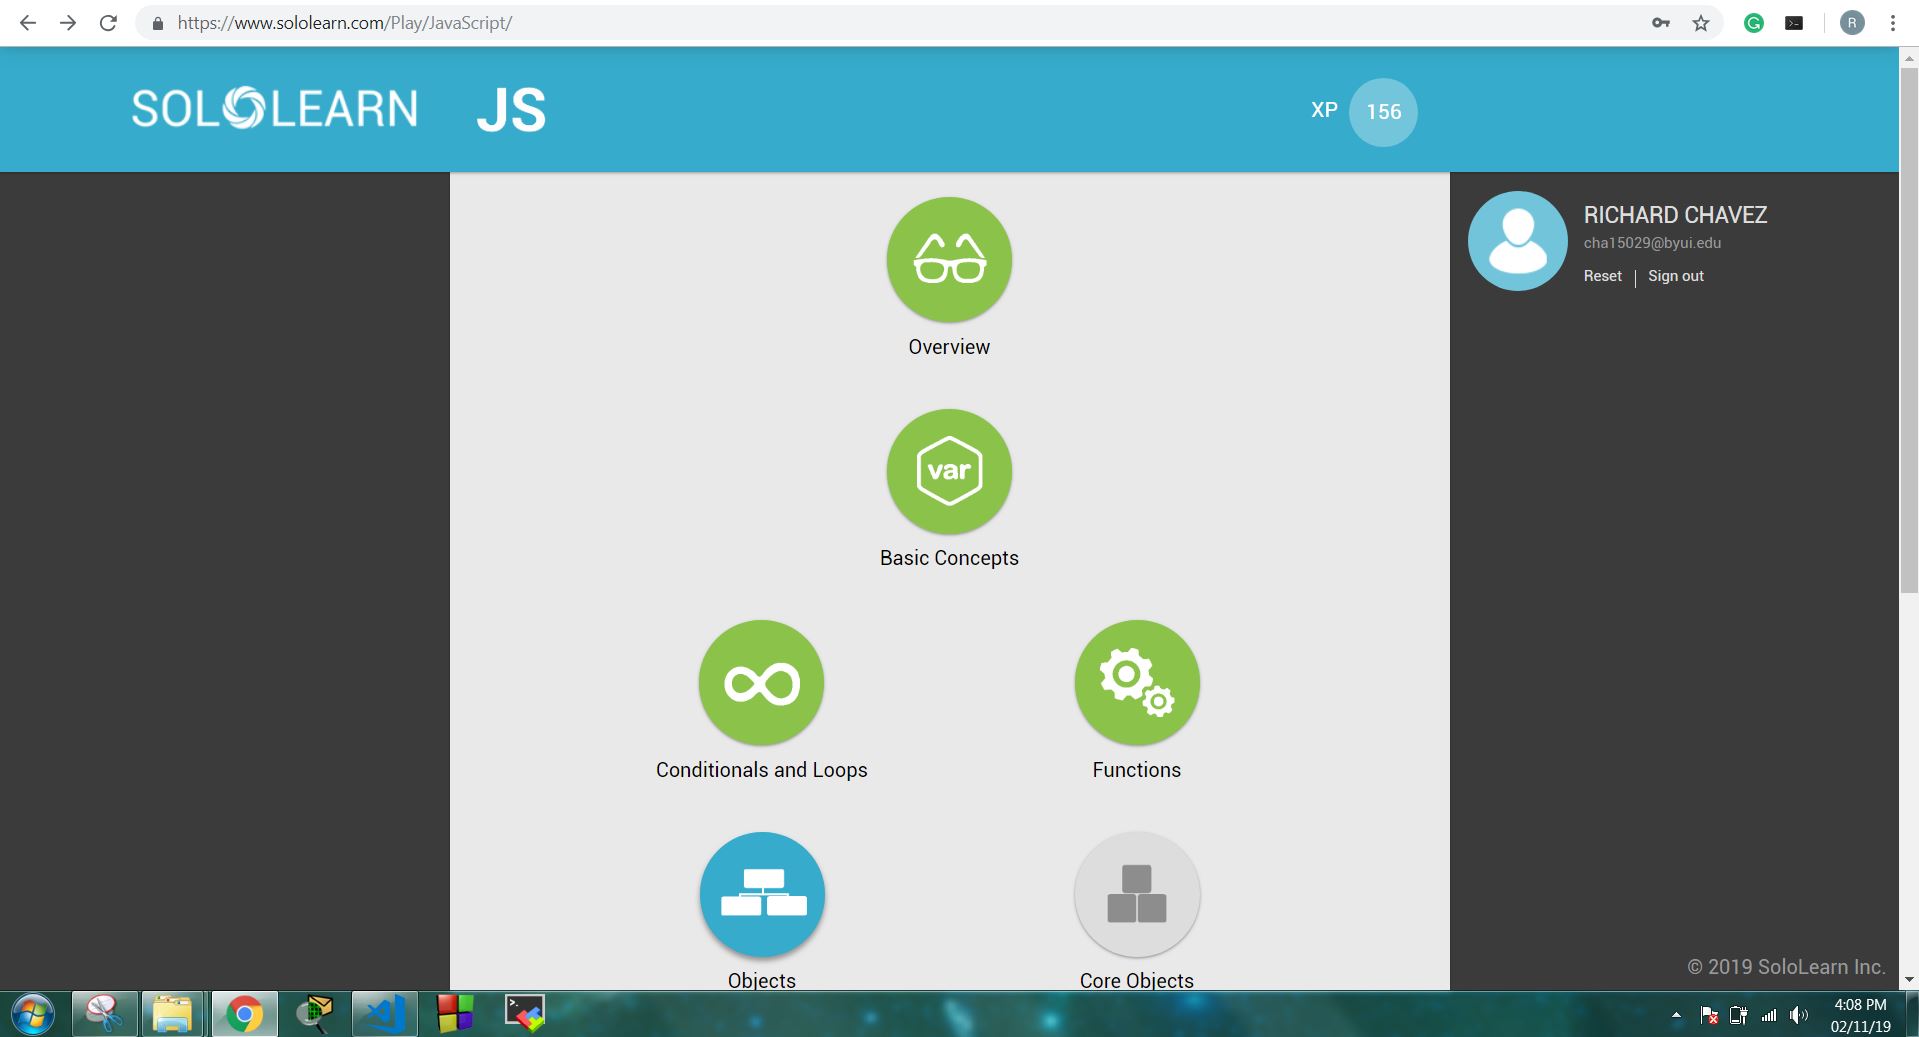 https://www.sololearn.com/Play/JavaScript/
R
SOLOLEARN JS
XP 156
RICHARD CHAVEZ
cha15029@byui.edu
Reset | Sign out
Overview
var
Basic Concepts
Conditionals and Loops
Functions
Objects
Core Objects
© 2019 SoloLearn Inc.
4:08 PM
02/11/19